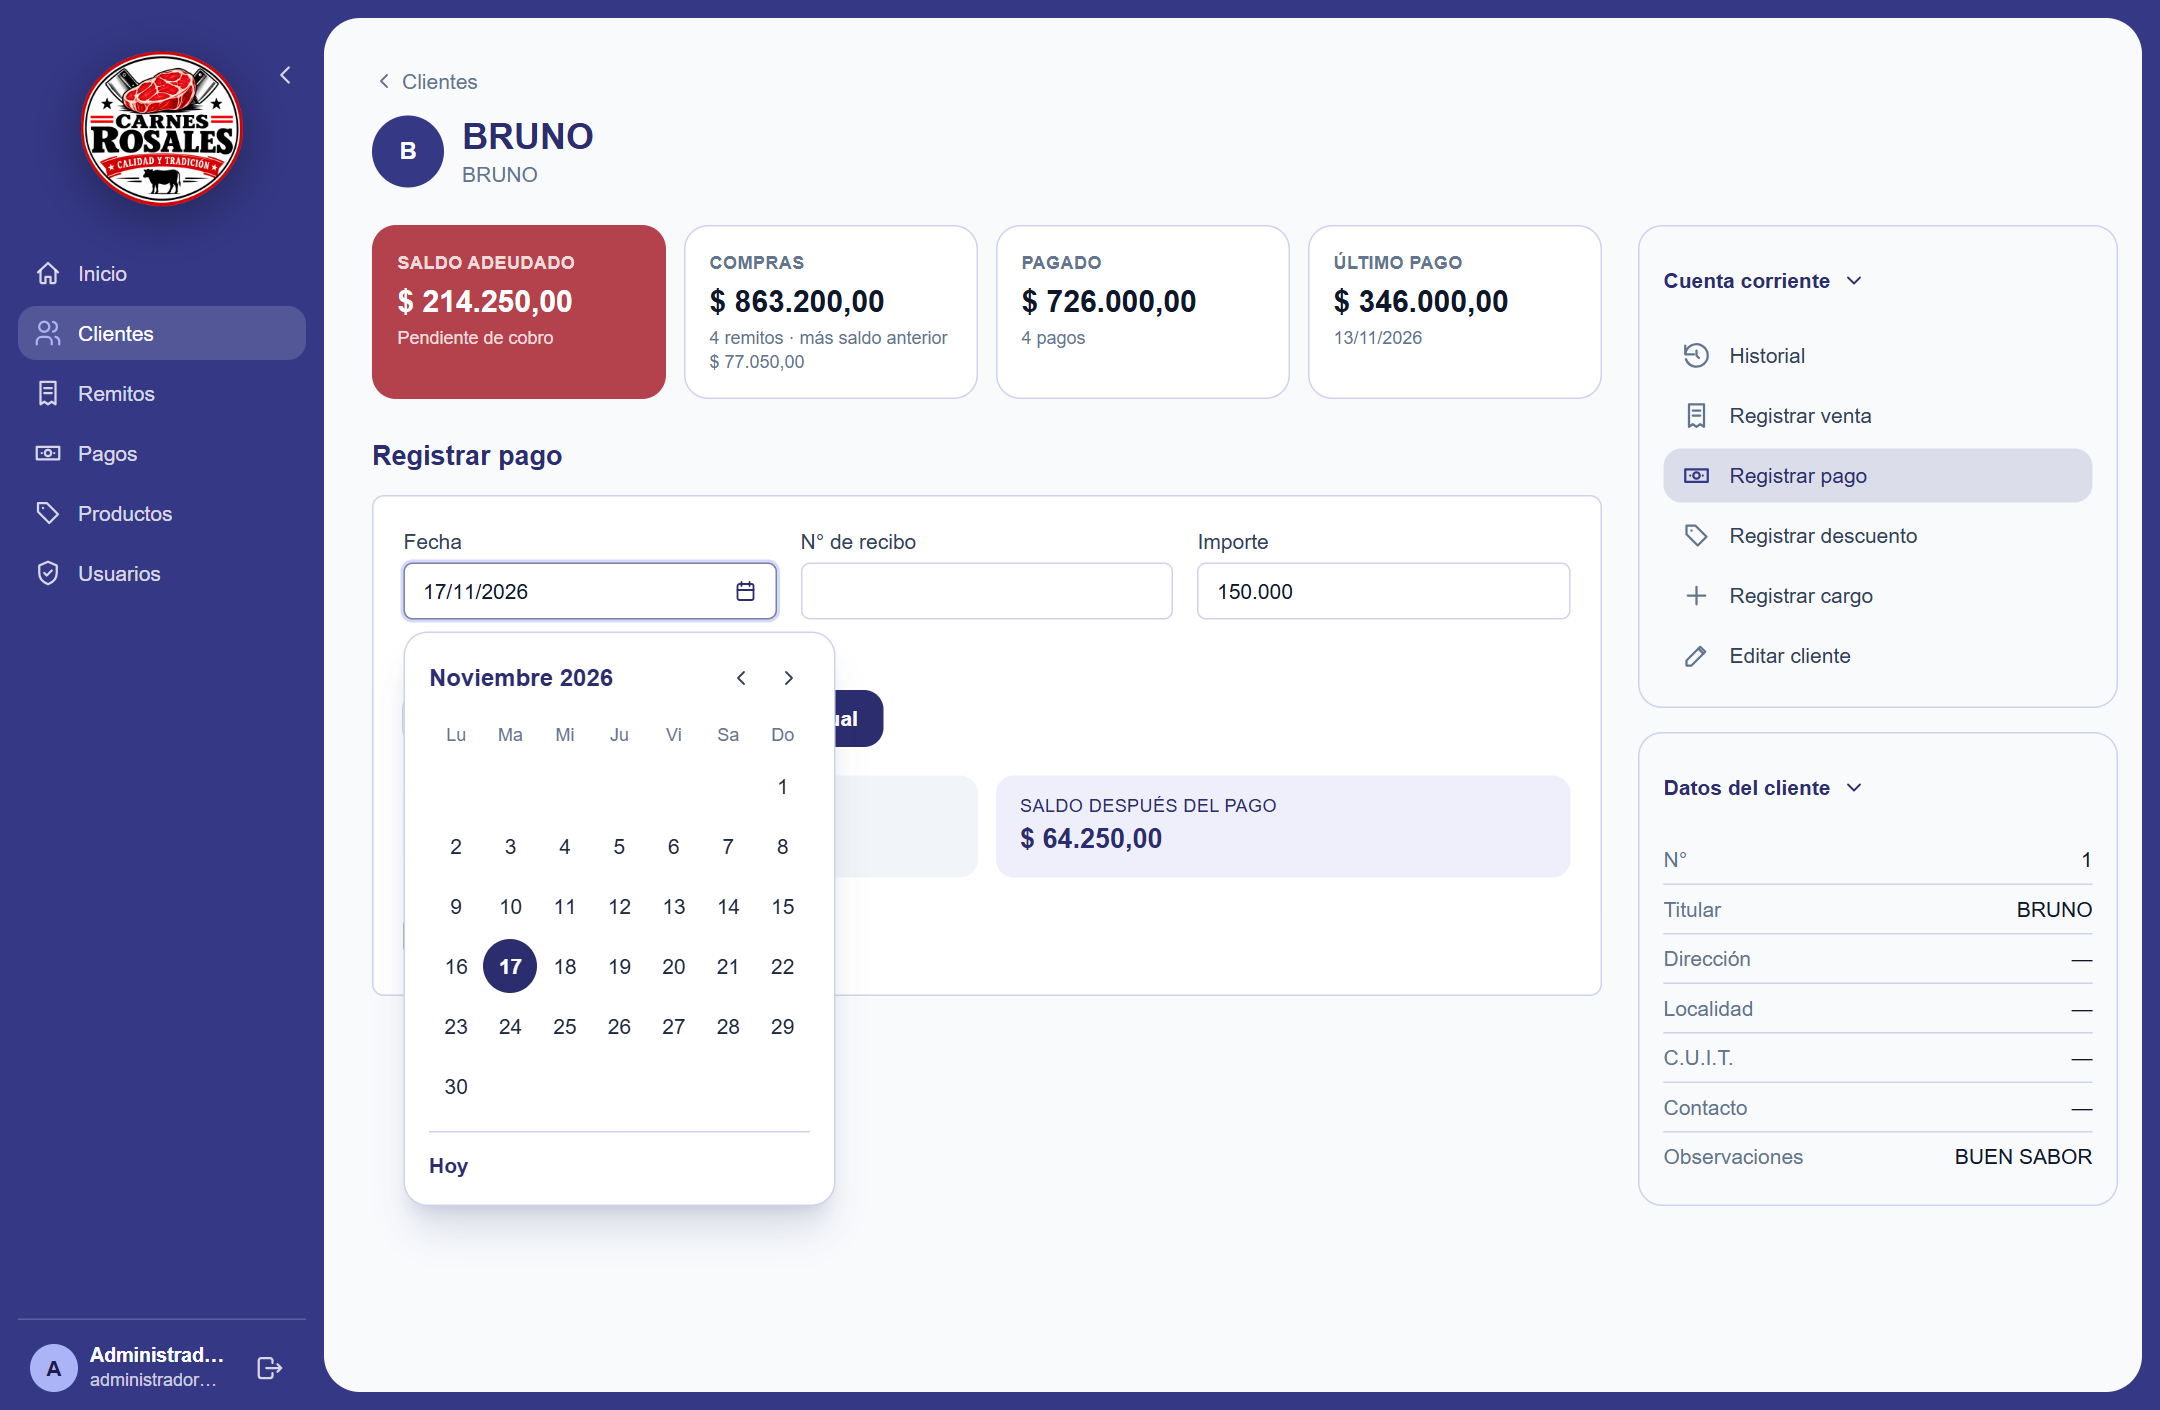 CARNES
ROSALES
CALIDAD Y TRADICIÓN
Inicio
Clientes
Remitos
Pagos
Productos
Usuarios
A
Administrad...
administrador...
Clientes
B
BRUNO
BRUNO
SALDO ADEUDADO
$ 214.250,00
Pendiente de cobro
COMPRAS
$ 863.200,00
4 remitos · más saldo anterior
$ 77.050,00
PAGADO
$ 726.000,00
4 pagos
ÚLTIMO PAGO
$ 346.000,00
13/11/2026
Registrar pago
Fecha
17/11/2026
N° de recibo
Importe
150.000
Noviembre 2026
Lu Ma Mi Ju Vi Sa Do
1
2 3 4 5 6 7 8
9 10 11 12 13 14 15
16 17 18 19 20 21 22
23 24 25 26 27 28 29
30
Hoy
SALDO DESPUÉS DEL PAGO
$ 64.250,00
Cuenta corriente
Historial
Registrar venta
Registrar pago
Registrar descuento
Registrar cargo
Editar cliente
Datos del cliente
N° 1
Titular BRUNO
Dirección —
Localidad —
C.U.I.T. —
Contacto —
Observaciones BUEN SABOR